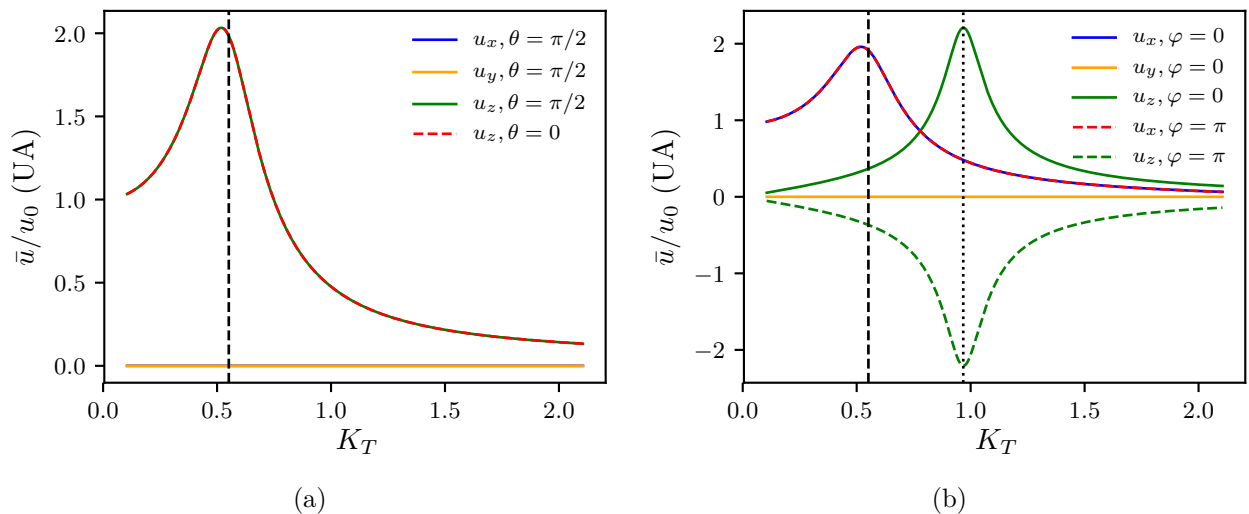 2.0
1.5
1.0
0.5
0.0
ū/u₀ (UA)
u_x, θ = π/2
u_y, θ = π/2
u_z, θ = π/2
u_z, θ = 0
0.0 0.5 1.0 1.5 2.0
K_T
(a)
2
1
0
−1
−2
ū/u₀ (UA)
u_x, φ = 0
u_y, φ = 0
u_z, φ = 0
u_x, φ = π
u_z, φ = π
0.0 0.5 1.0 1.5 2.0
K_T
(b)